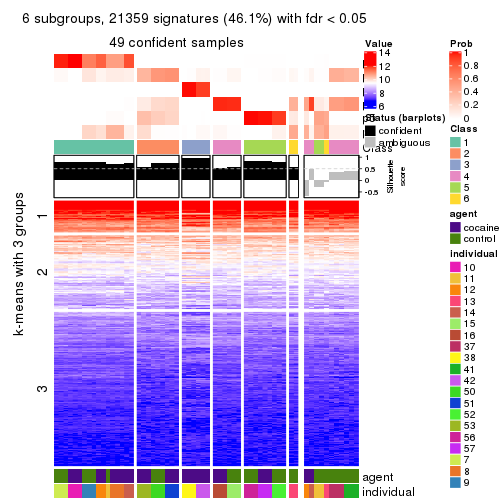 6 subgroups, 21359 signatures (46.1%) with fdr < 0.05
49 confident samples
k-means with 3 groups
1
2
3
Class
1
0.5
0
-0.5
Silhouette
score
agent
individual
Value
14
12
10
8
6
Status (barplots)
confident
ambiguous
Prob
1
0.8
0.6
0.4
0.2
0
Class
1
2
3
4
5
6
agent
cocaine
control
Individual
10
11
12
13
14
15
16
37
38
41
42
50
51
52
53
56
57
7
8
9